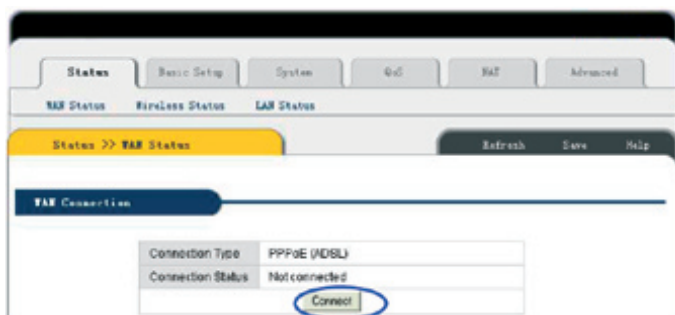 Status Basic Setup System QoS NAT Advanced
WAN Status Wireless Status LAN Status
Status >> WAN Status Refresh Save Help
WAN Connection
Connection Type PPPoE (ADSL)
Connection Status Not connected
Connect